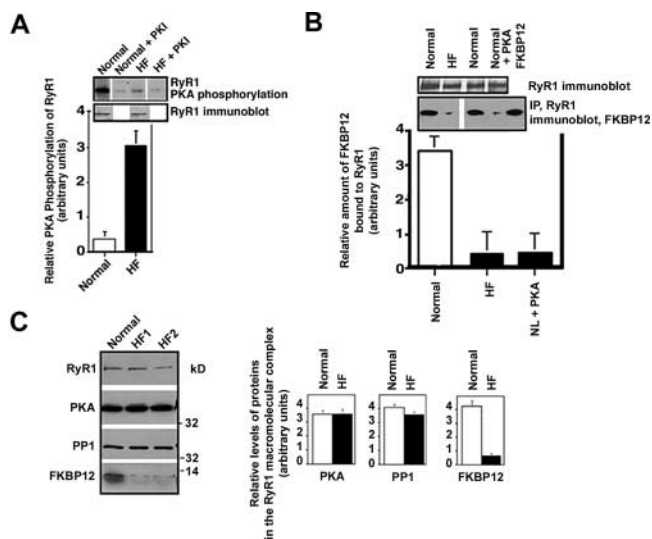 A
Normal
Normal + PKI
HF
HF + PKI
RyR1
PKA phosphorylation
RyR1 immunoblot
Relative PKA Phosphorylation of RyR1
(arbitrary units)
4
3
2
1
0
Normal
HF
B
Normal
HF
Normal
Normal
+ PKA
FKBP12
RyR1 immunoblot
IP, RyR1
immunoblot, FKBP12
Relative amount of FKBP12
bound to RyR1
(arbitrary units)
4
3
2
1
0
Normal
HF
NL + PKA
C
Normal
HF1
HF2
RyR1
kD
PKA
32
PP1
32
14
FKBP12
Relative levels of proteins
in the RyR1 macromolecular complex
(arbitrary units)
Normal
HF
4
3
2
1
0
PKA
Normal
HF
4
3
2
1
0
PP1
Normal
HF
4
3
2
1
0
FKBP12